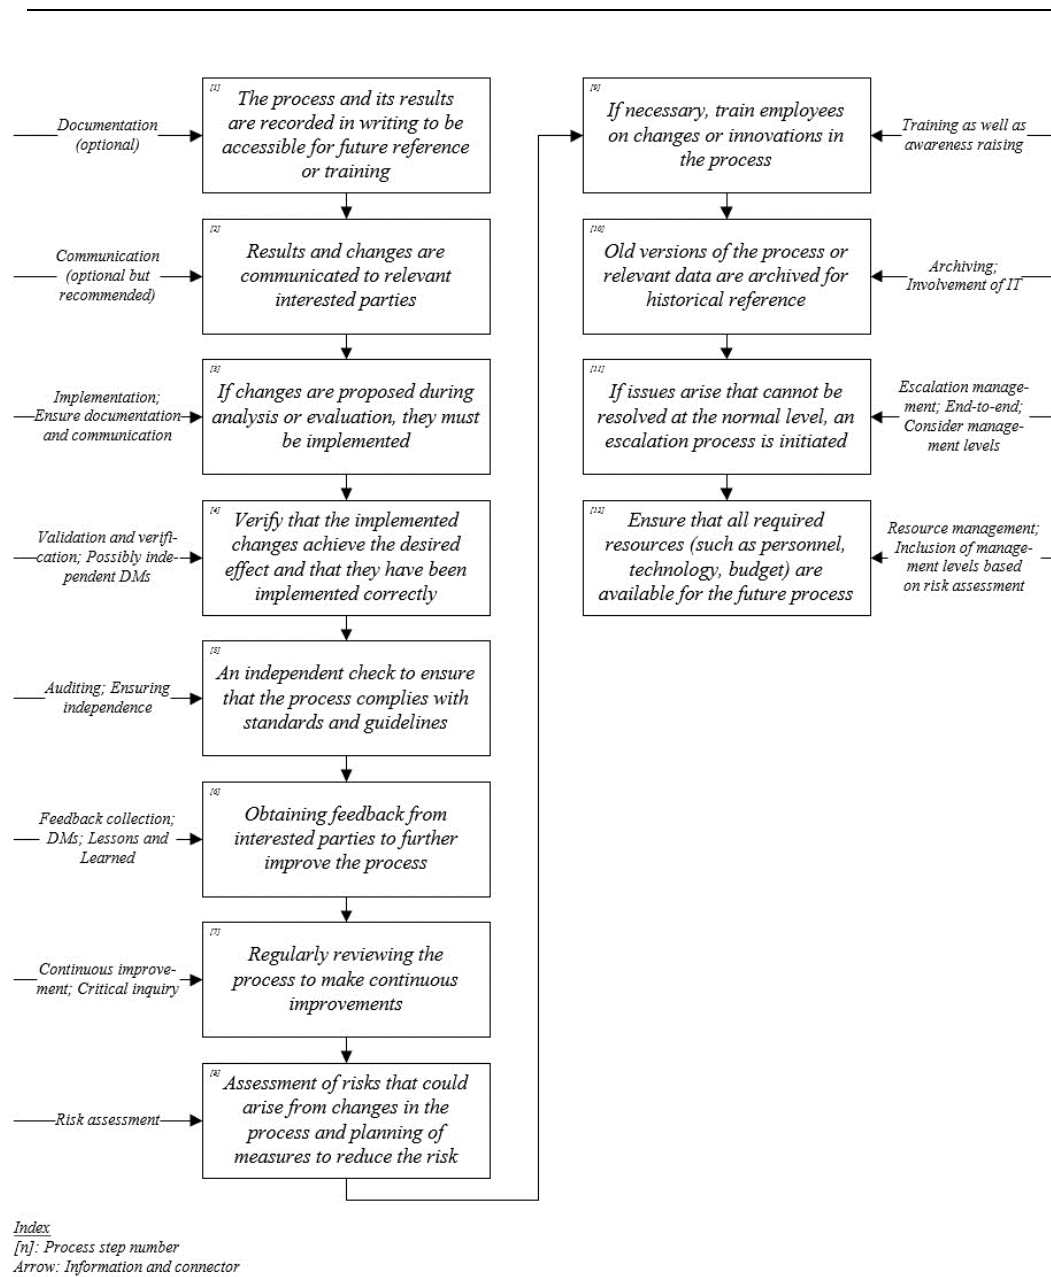 Documentation
(optional)
[1]
The process and its results
are recorded in writing to be
accessible for future reference
or training
Communication
(optional but
recommended)
[2]
Results and changes are
communicated to relevant
interested parties
Implementation;
Ensure documentation
and communication
[3]
If changes are proposed during
analysis or evaluation, they must
be implemented
Validation and verifi-
cation; Possibly inde-
pendent DMs
[4]
Verify that the implemented
changes achieve the desired
effect and that they have been
implemented correctly
Auditing; Ensuring
independence
[5]
An independent check to ensure
that the process complies with
standards and guidelines
Feedback collection;
DMs; Lessons and
Learned
[6]
Obtaining feedback from
interested parties to further
improve the process
Continuous improve-
ment; Critical inquiry
[7]
Regularly reviewing the
process to make continuous
improvements
Risk assessment
[8]
Assessment of risks that could
arise from changes in the
process and planning of
measures to reduce the risk
[9]
If necessary, train employees
on changes or innovations in
the process
Training as well as
awareness raising
[10]
Old versions of the process or
relevant data are archived for
historical reference
Archiving;
Involvement of IT
[11]
If issues arise that cannot be
resolved at the normal level, an
escalation process is initiated
Escalation manage-
ment; End-to-end;
Consider manage-
ment levels
[12]
Ensure that all required
resources (such as personnel,
technology, budget) are
available for the future process
Resource management;
Inclusion of manage-
ment levels based
on risk assessment
Index
[n]: Process step number
Arrow: Information and connector